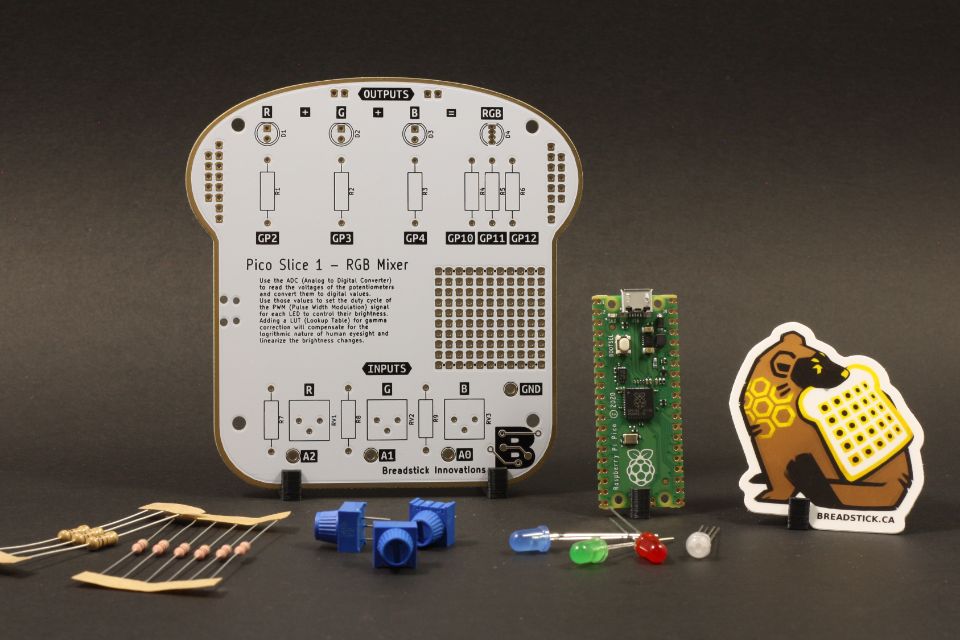 OUTPUTS
R + G + B = RGB
D1 D2 D3 D4
R1 R2 R3 R4 R5 R6
GP2 GP3 GP4 GP10 GP11 GP12
Pico Slice 1 – RGB Mixer
Use the ADC (Analog to Digital Converter)
to read the voltages of the potentiometers
and convert them to digital values.
Use those values to set the duty cycle of
the PWM (Pulse Width Modulation) signal
for each LED to control their brightness.
Adding a LUT (Lookup Table) for gamma
correction will compensate for the
logrithmic nature of human eyesight and
linearize the brightness changes.
INPUTS
R G B GND
R7 RV1 R8 RV2 R9 RV3
A2 A1 A0
B
Breadstick Innovations
BOOTSEL
Raspberry Pi Pico © 2020
BREADSTICK.CA